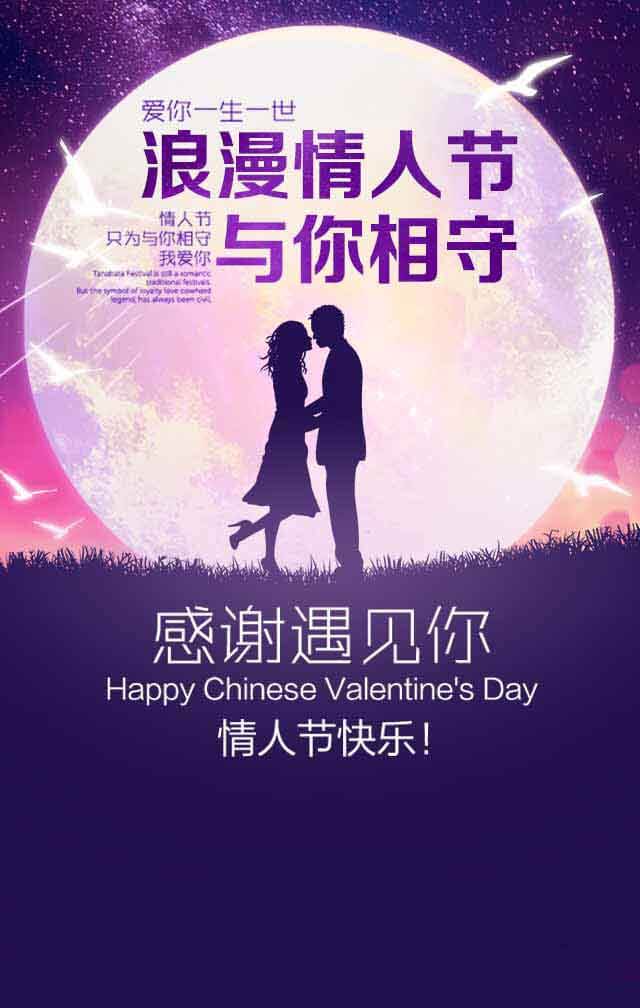 爱你一生一世
浪漫情人节
与你相守
情人节
只为与你相守
我爱你
Tanabata Festival is still a romantic
traditional festivals.
But the symbol of loyalty love cowherd
legend, has always been civil.
感谢遇见你
Happy Chinese Valentine's Day
情人节快乐!